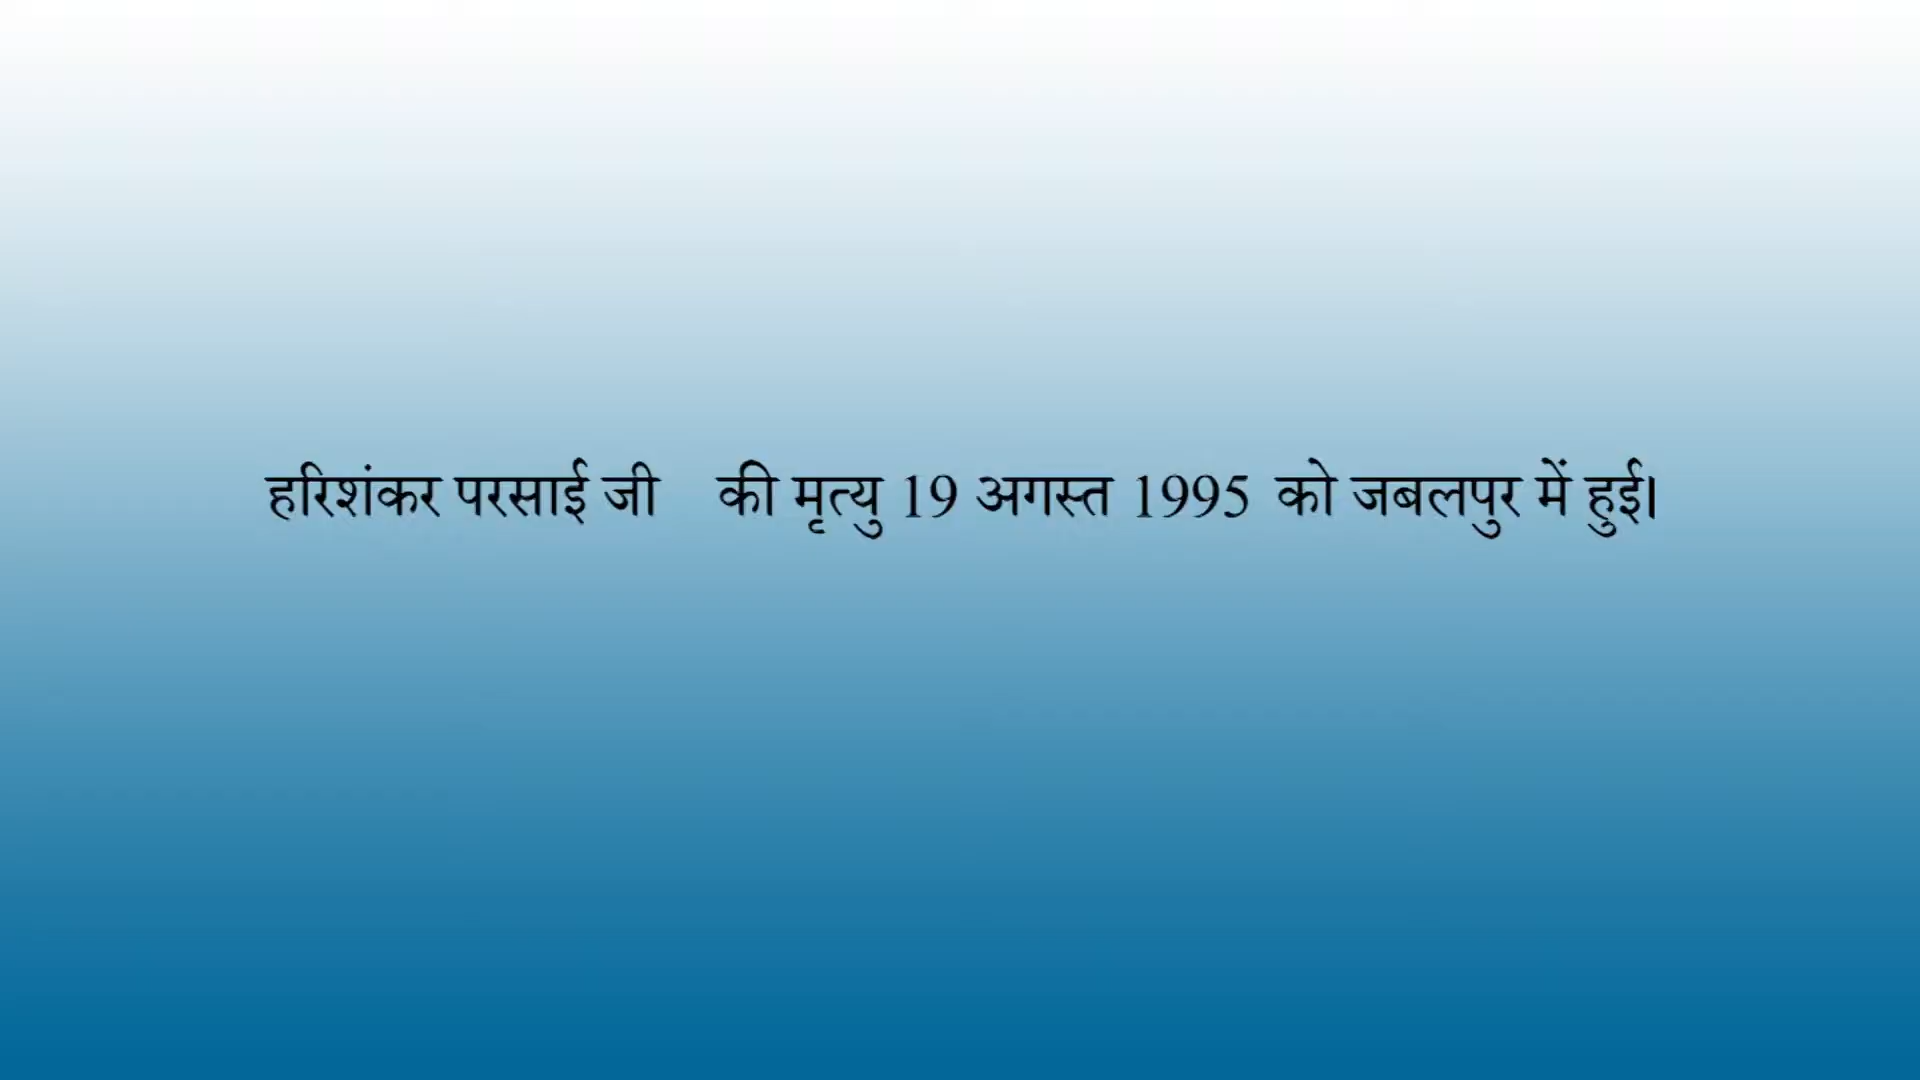 हरिशंकर परसाई जी की मृत्यु 19 अगस्त 1995 को जबलपुर में हुई।